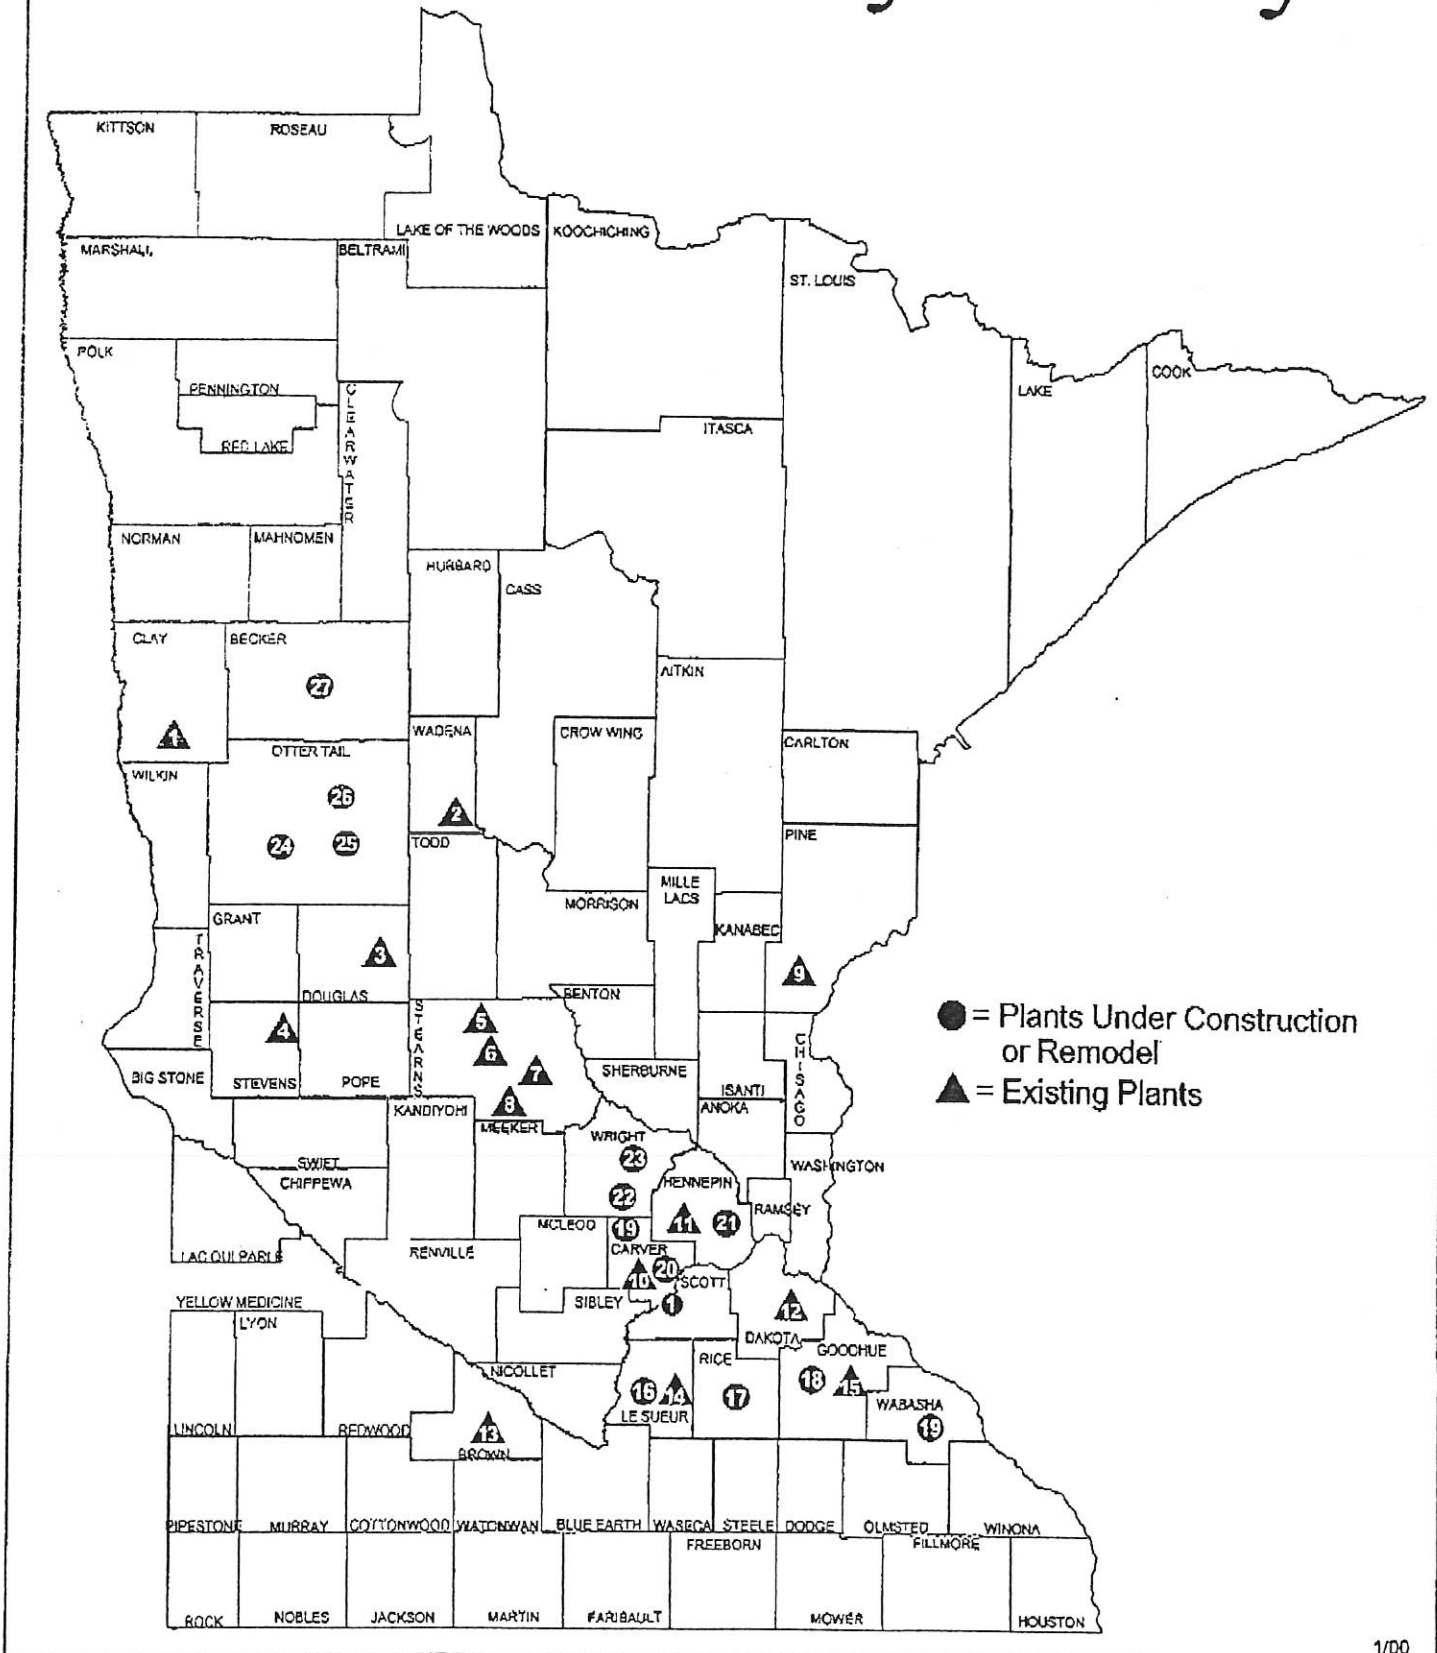 KITTSON
ROSEAU
LAKE OF THE WOODS
KOOCHICHING
MARSHALL
BELTRAMI
ST. LOUIS
POLK
PENNINGTON
RED LAKE
CLEARWATER
LAKE
COOK
ITASCA
NORMAN
MAHNOMEN
HUBBARD
CASS
CLAY
BECKER
27
AITKIN
1
OTTER TAIL
WADENA
CROW WING
CARLTON
WILKIN
26
2
24
25
TODD
PINE
MILLE
LACS
MORRISON
GRANT
KANABEC
TRAVERSE
3
9
DOUGLAS
BENTON
STEARNS
4
5
6
7
8
● = Plants Under Construction
or Remodel
▲ = Existing Plants
CHISAGO
BIG STONE
STEVENS
POPE
SHERBURNE
ISANTI
KANDIYOHI
ANOKA
MEEKER
WRIGHT
23
SWIFT
CHIPPEWA
WASHINGTON
HENNEPIN
22
RAMSEY
MCLEOD
19
11
21
LAC QUI PARLE
RENVILLE
CARVER
10
20
SCOTT
YELLOW MEDICINE
SIBLEY
1
12
LYON
DAKOTA
GOODHUE
NICOLLET
RICE
16
14
17
18
15
WABASHA
LE SUEUR
19
LINCOLN
REDWOOD
13
BROWN
PIPESTONE
MURRAY
COTTONWOOD
WATONWAN
BLUE EARTH
WASECA
STEELE
DODGE
OLMSTED
WINONA
FREEBORN
FILLMORE
ROCK
NOBLES
JACKSON
MARTIN
FARIBAULT
MOWER
HOUSTON
1/00